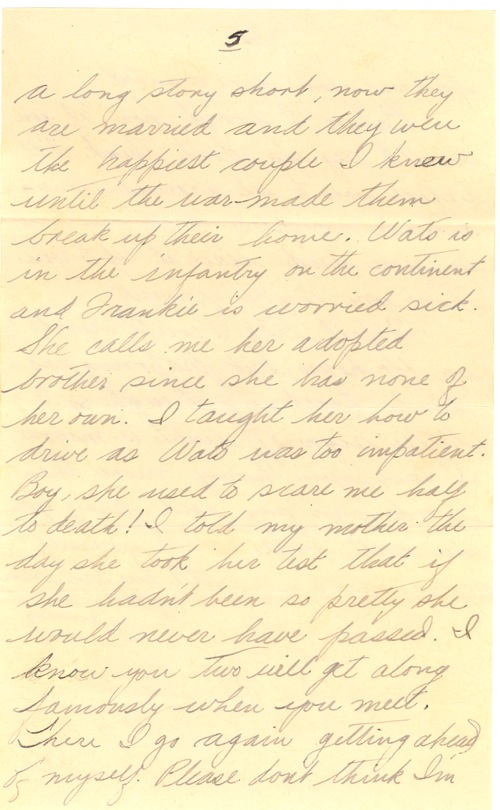 5
a long story short, now they
are married and they were
the happiest couple I knew
until the war made them
break up their home. Wato is
in the infantry on the continent
and Frankie is worried sick.
She calls me her adopted
brother since she has none of
her own. I taught her how to
drive as Wato was too impatient.
Boy, she used to scare me half
to death! I told my mother the
day she took her test that if
she hadn't been so pretty she
would never have passed. I
know you two will get along
famously when you meet.
There I go again getting ahead
of myself. Please don't think I'm